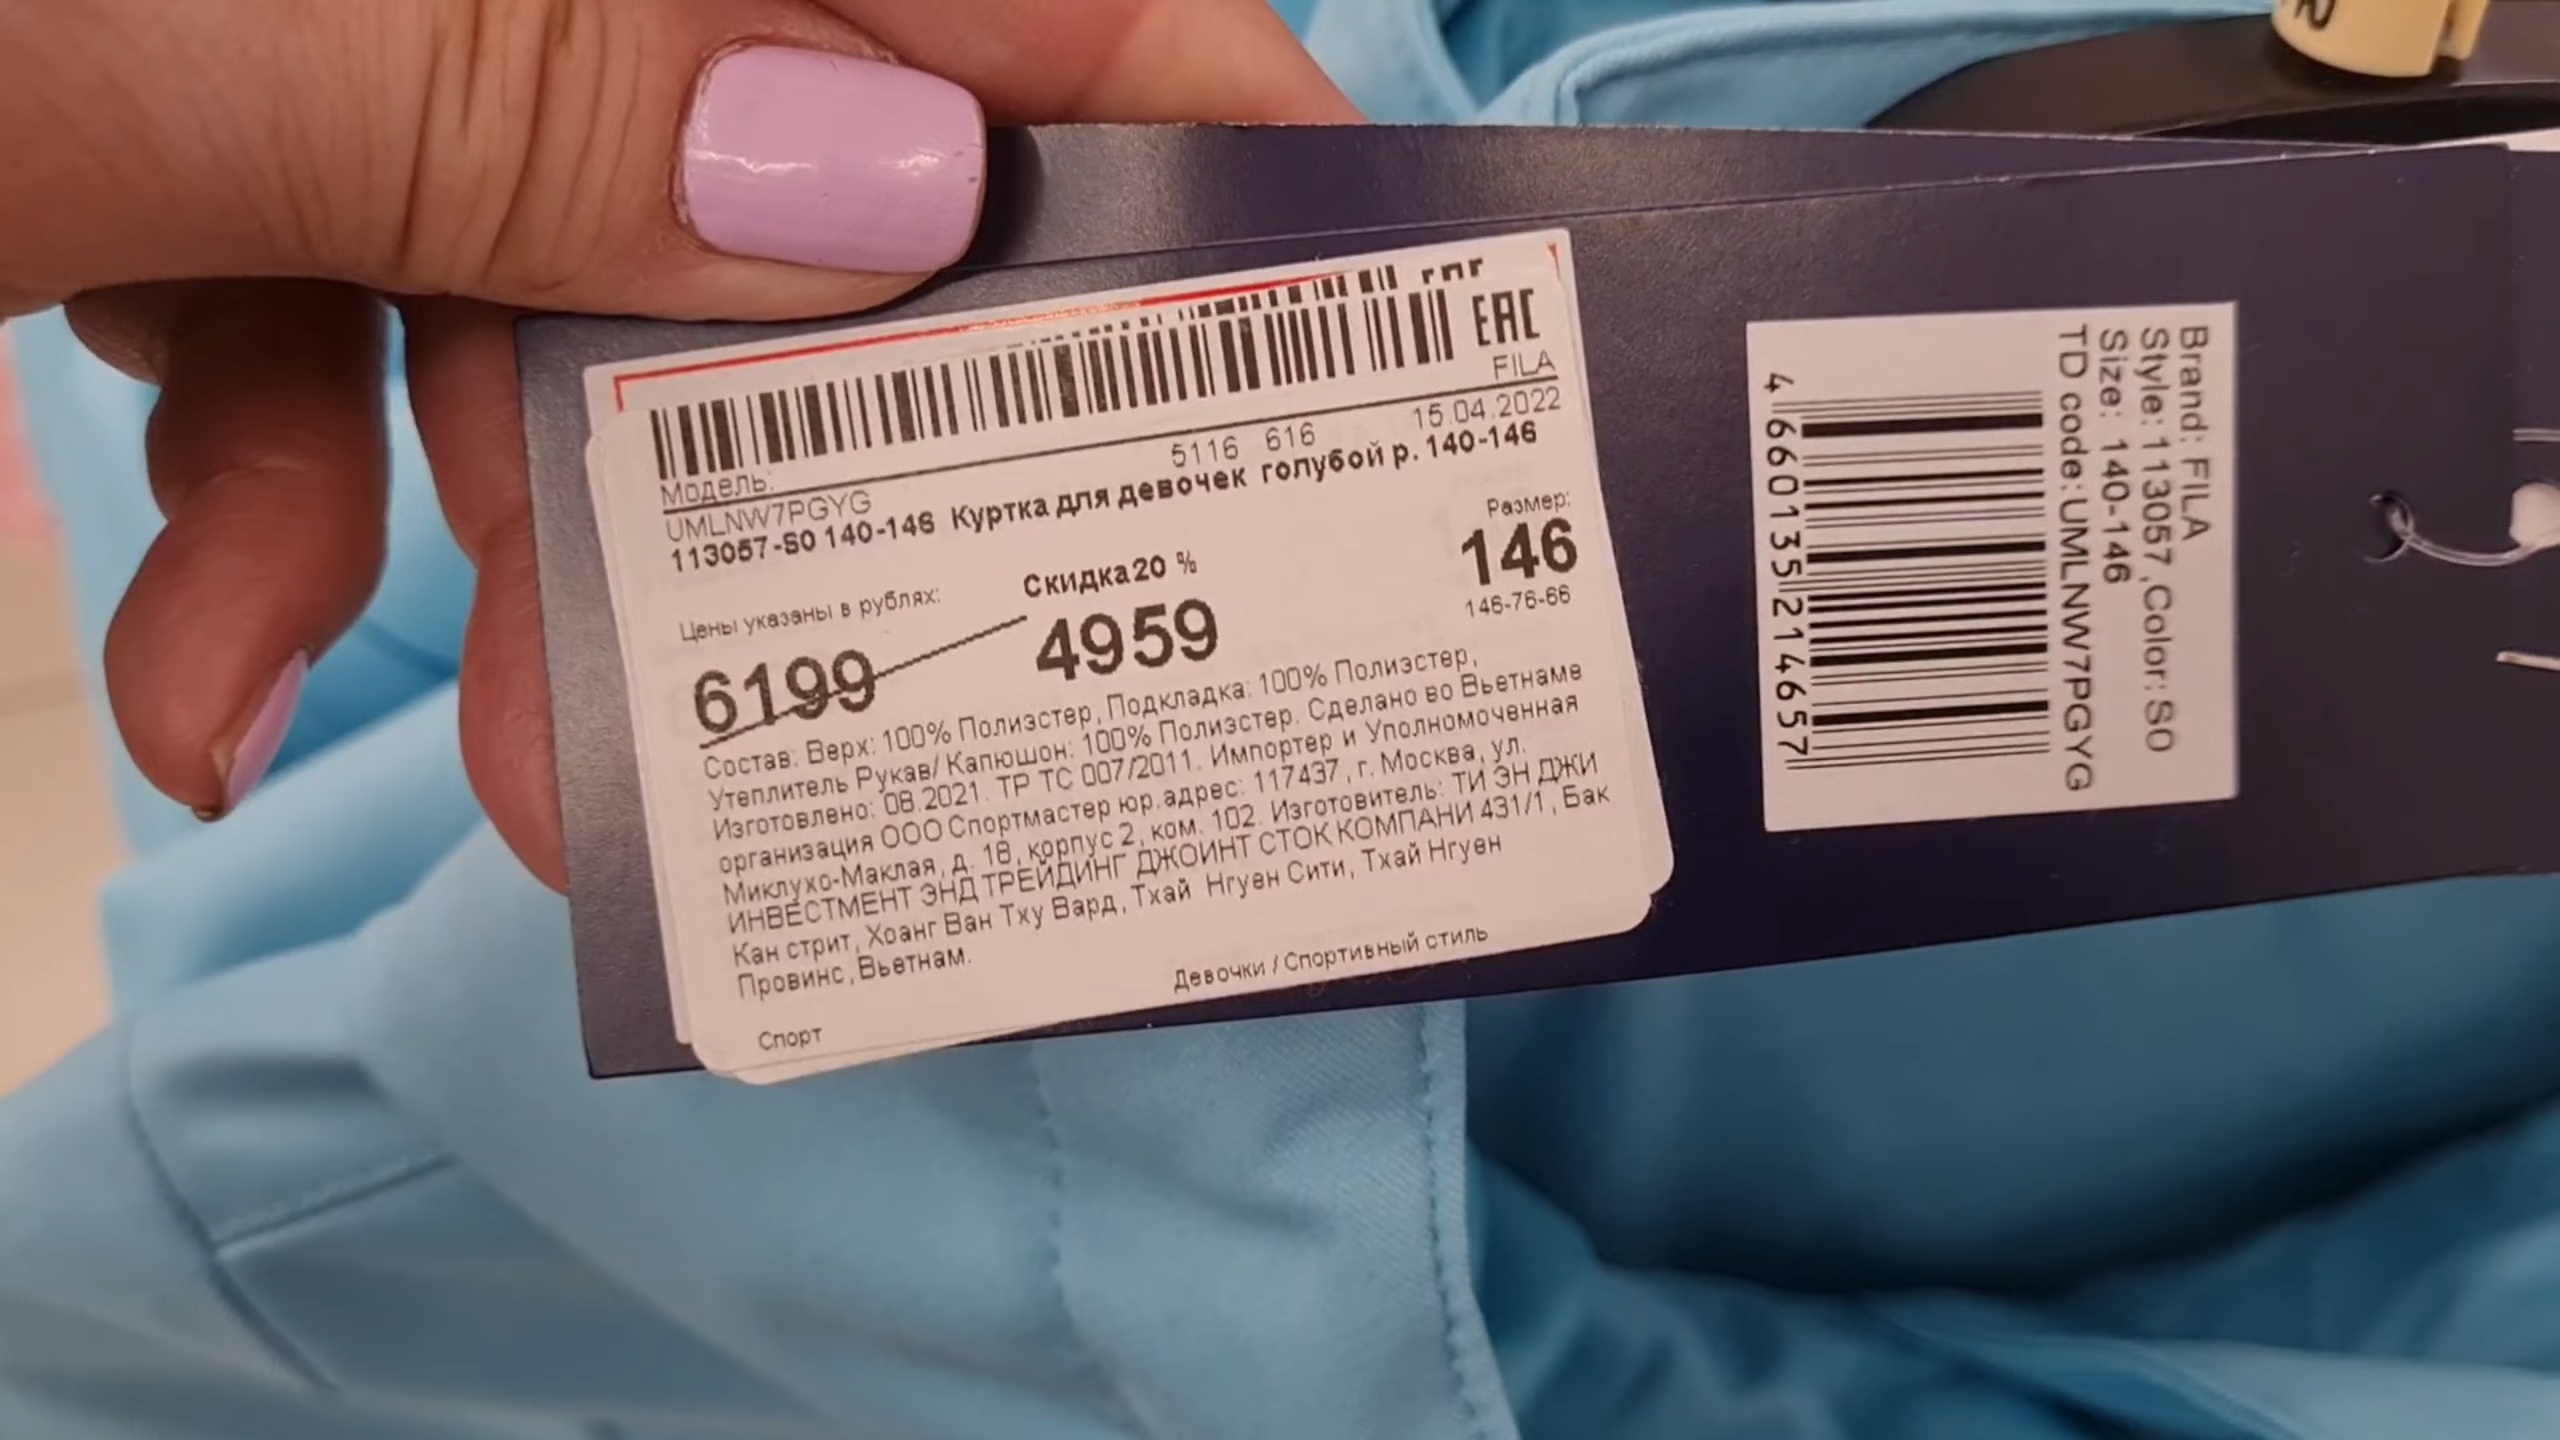 EAC
FILA
5116 616 15.04.2022
Модель:
UMLNW7PGYG
113057-S0 140-146 Куртка для девочек голубой р. 140-146
Цены указаны в рублях:
Скидка20 %
Размер:
6199
4959
146
146-76-66
Состав: Верх: 100% Полиэстер, Подкладка: 100% Полиэстер,
Утеплитель Рукав/ Капюшон: 100% Полиэстер. Сделано во Вьетнаме
Изготовлено: 08.2021. ТР ТС 007/2011. Импортер и Уполномоченная
организация ООО Спортмастер юр.адрес: 117437, г. Москва, ул.
Миклухо-Маклая, д. 18, корпус 2, ком. 102. Изготовитель: ТИ ЭН ДЖИ
ИНВЕСТМЕНТ ЭНД ТРЕЙДИНГ ДЖОИНТ СТОК КОМПАНИ 431/1, Бак
Кан стрит, Хоанг Ван Тху Вард, Тхай Нгуен Сити, Тхай Нгуен
Провинс, Вьетнам.
Девочки / Спортивный стиль
Спорт
Brand: FILA
Style: 113057,Color: S0
Size: 140-146
TD code: UMLNW7PGYG
4660135214657